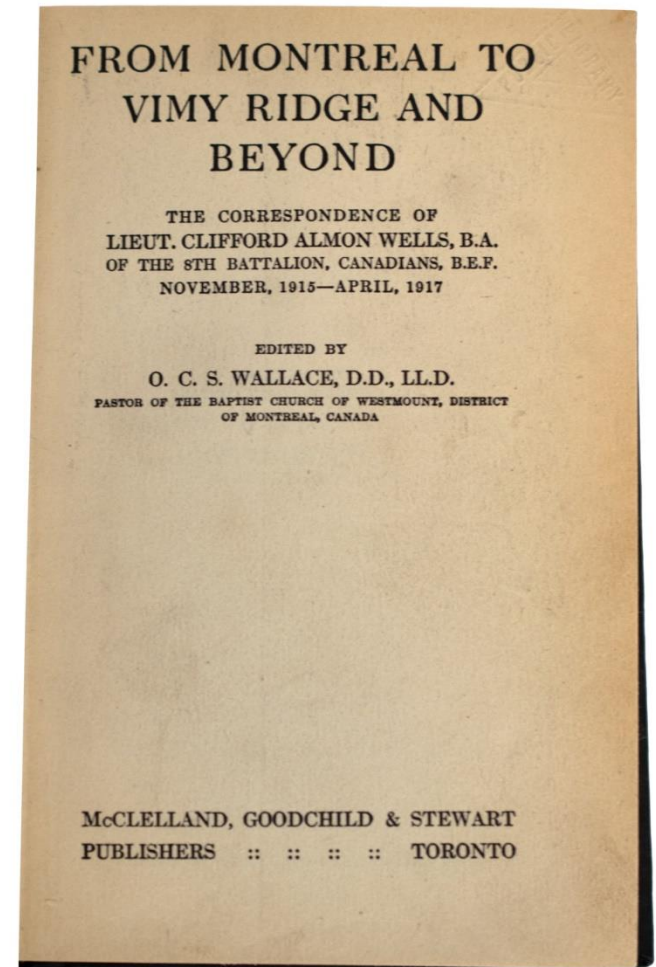 FROM MONTREAL TO
VIMY RIDGE AND
BEYOND
THE CORRESPONDENCE OF
LIEUT. CLIFFORD ALMON WELLS, B.A.
OF THE 8TH BATTALION, CANADIANS, B.E.F.
NOVEMBER, 1915—APRIL, 1917
EDITED BY
O. C. S. WALLACE, D.D., LL.D.
PASTOR OF THE BAPTIST CHURCH OF WESTMOUNT, DISTRICT
OF MONTREAL, CANADA
McCLELLAND, GOODCHILD & STEWART
PUBLISHERS :: :: :: :: TORONTO